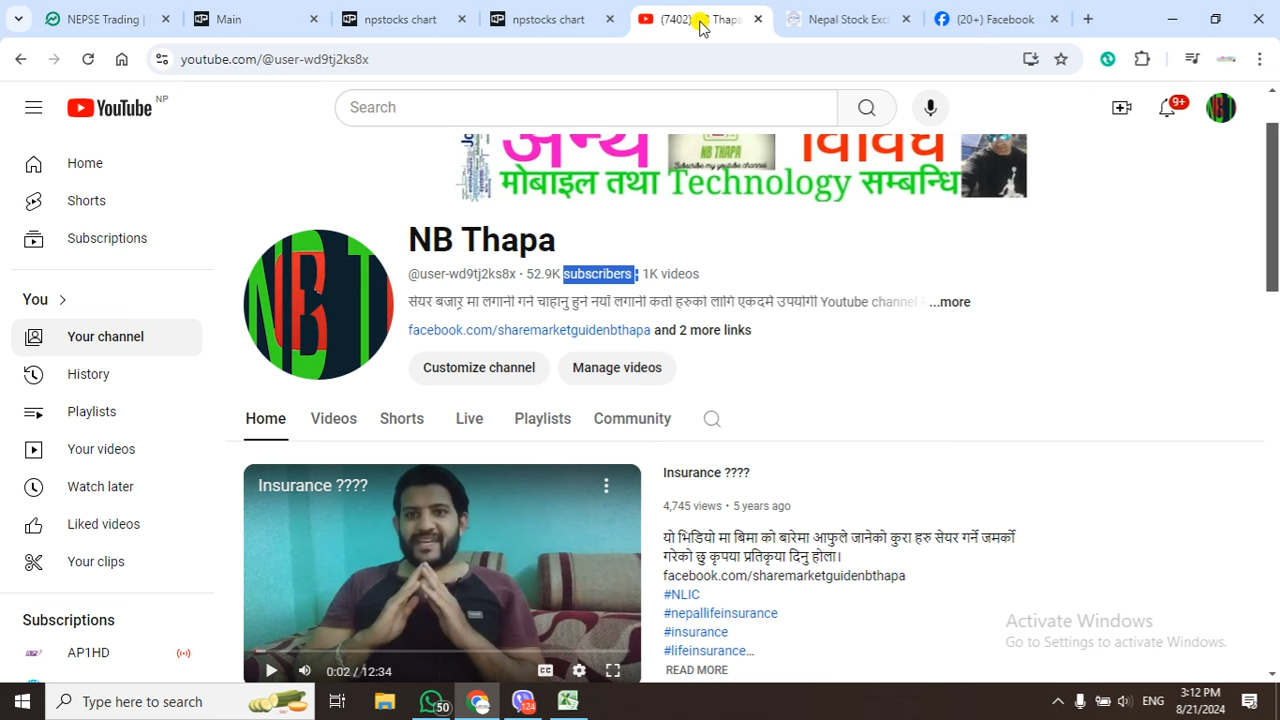 NEPSE Trading |
Main
npstocks chart
npstocks chart
Thapa
Nepal Stock Exc
(20+) Facebook
youtube.com/@user-wd9tj2ks8x
YouTube NP
Search
9+
Home
Shorts
Subscriptions
You
Your channel
History
Playlists
Your videos
Watch later
Liked videos
Your clips
Subscriptions
AP1HD
अन्य
NB THAPA
Subscribe my youtube channel
विविध
मोबाइल तथा Technology सम्बन्धि
NB Thapa
@user-wd9tj2ks8x · 52.9K subscribers · 1K videos
सेयर बजार मा लगानी गर्न चाहानु हुने नयाँ लगानी कर्ता हरुको लागि एकदमै उपयोगी Youtube channel ...more
facebook.com/sharemarketguidenbthapa and 2 more links
Customize channel
Manage videos
Home
Videos
Shorts
Live
Playlists
Community
Insurance ????
0:02 / 12:34
Insurance ????
4,745 views • 5 years ago
यो भिडियो मा बिमा को बारेमा आफुले जानेको कुरा हरु सेयर गर्ने जमर्को
गरेको छु कृपया प्रतिकृया दिनु होला।
facebook.com/sharemarketguidenbthapa
#NLIC
#nepallifeinsurance
#insurance
#lifeinsurance...
READ MORE
Activate Windows
Go to Settings to activate Windows.
Type here to search
50
124
ENG
3:12 PM
8/21/2024